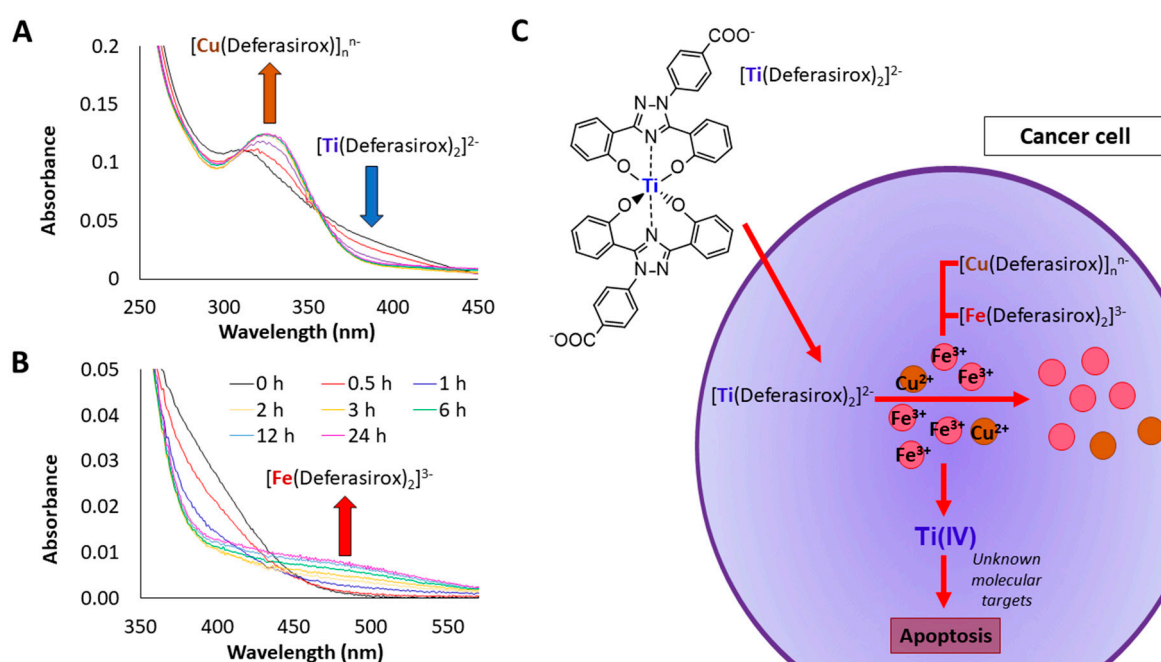 A
0.2
0.15
0.1
0.05
0
Absorbance
[Cu(Deferasirox)]ₙⁿ⁻
[Ti(Deferasirox)₂]²⁻
250 300 350 400 450
Wavelength (nm)
B
0.05
0.04
0.03
0.02
0.01
0.00
Absorbance
0 h 0.5 h 1 h
2 h 3 h 6 h
12 h 24 h
[Fe(Deferasirox)₂]³⁻
350 400 450 500 550
Wavelength (nm)
C
COO⁻
[Ti(Deferasirox)₂]²⁻
N N
N
O O
Ti
O O
N
N N
⁻OOC
Cancer cell
[Cu(Deferasirox)]ₙⁿ⁻
[Fe(Deferasirox)₂]³⁻
Fe³⁺
Cu²⁺ Fe³⁺
[Ti(Deferasirox)₂]²⁻
Fe³⁺ Fe³⁺ Cu²⁺
Fe³⁺
Ti(IV)
Unknown
molecular
targets
Apoptosis